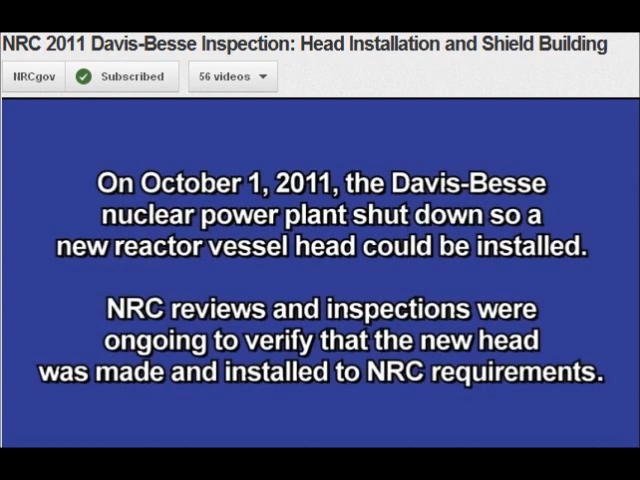 NRC 2011 Davis-Besse Inspection: Head Installation and Shield Building
NRCgov Subscribed 56 videos
On October 1, 2011, the Davis-Besse
nuclear power plant shut down so a
new reactor vessel head could be installed.
NRC reviews and inspections were
ongoing to verify that the new head
was made and installed to NRC requirements.